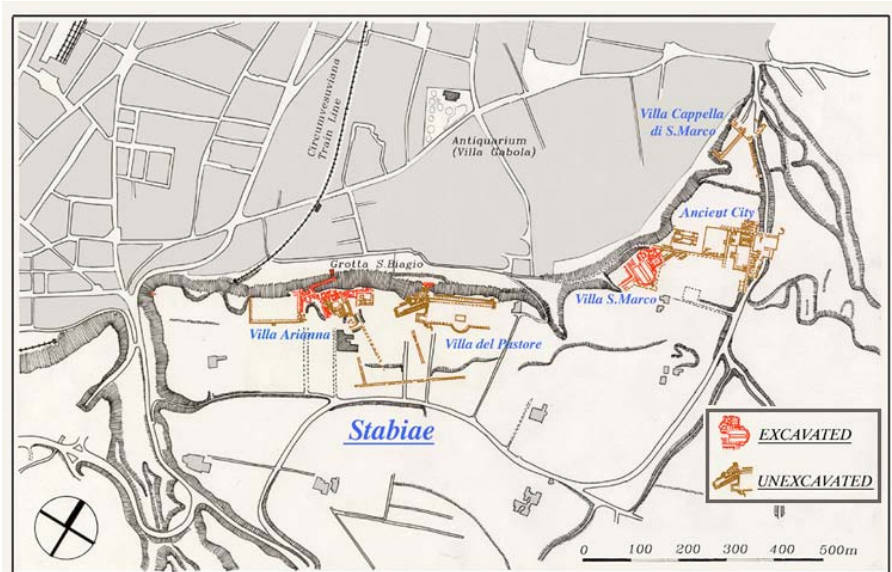 Circumvesuviana
Train Line
Antiquarium
(Villa Gabola)
Villa Cappella
di S.Marco
Ancient City
Grotta S.Biagio
Villa S.Marco
Villa Arianna
Villa del Pastore
Stabiae
EXCAVATED
UNEXCAVATED
0 100 200 300 400 500m